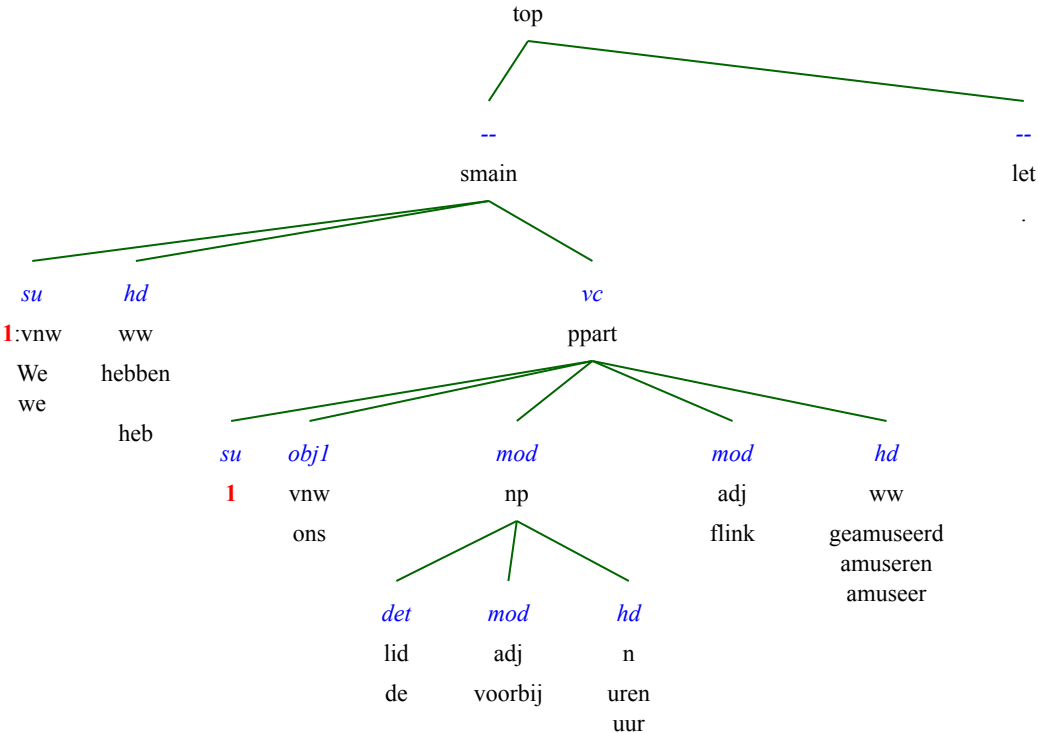 top
-- --
smain let
.
su hd vc
1:vnw ww ppart
We hebben
we
heb
su obj1 mod mod hd
1 vnw np adj ww
ons flink geamuseerd
amuseren
amuseer
det mod hd
lid adj n
de voorbij uren
uur